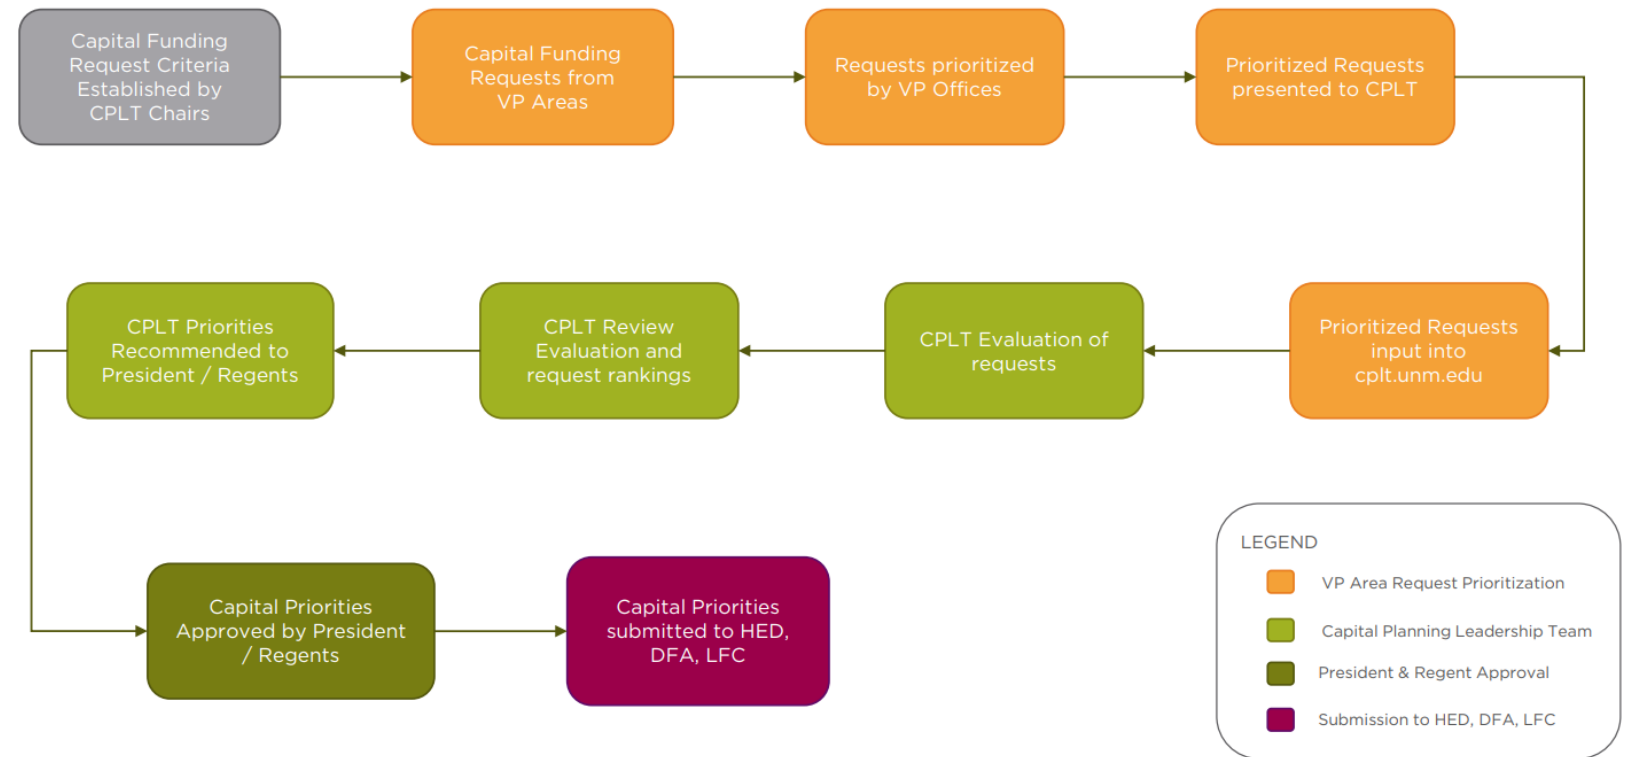 Capital Funding
Request Criteria
Established by
CPLT Chairs
Capital Funding
Requests from
VP Areas
Requests prioritized
by VP Offices
Prioritized Requests
presented to CPLT
Prioritized Requests
input into
cplt.unm.edu
CPLT Evaluation of
requests
CPLT Review
Evaluation and
request rankings
CPLT Priorities
Recommended to
President / Regents
Capital Priorities
Approved by President
/ Regents
Capital Priorities
submitted to HED,
DFA, LFC
LEGEND
VP Area Request Prioritization
Capital Planning Leadership Team
President & Regent Approval
Submission to HED, DFA, LFC